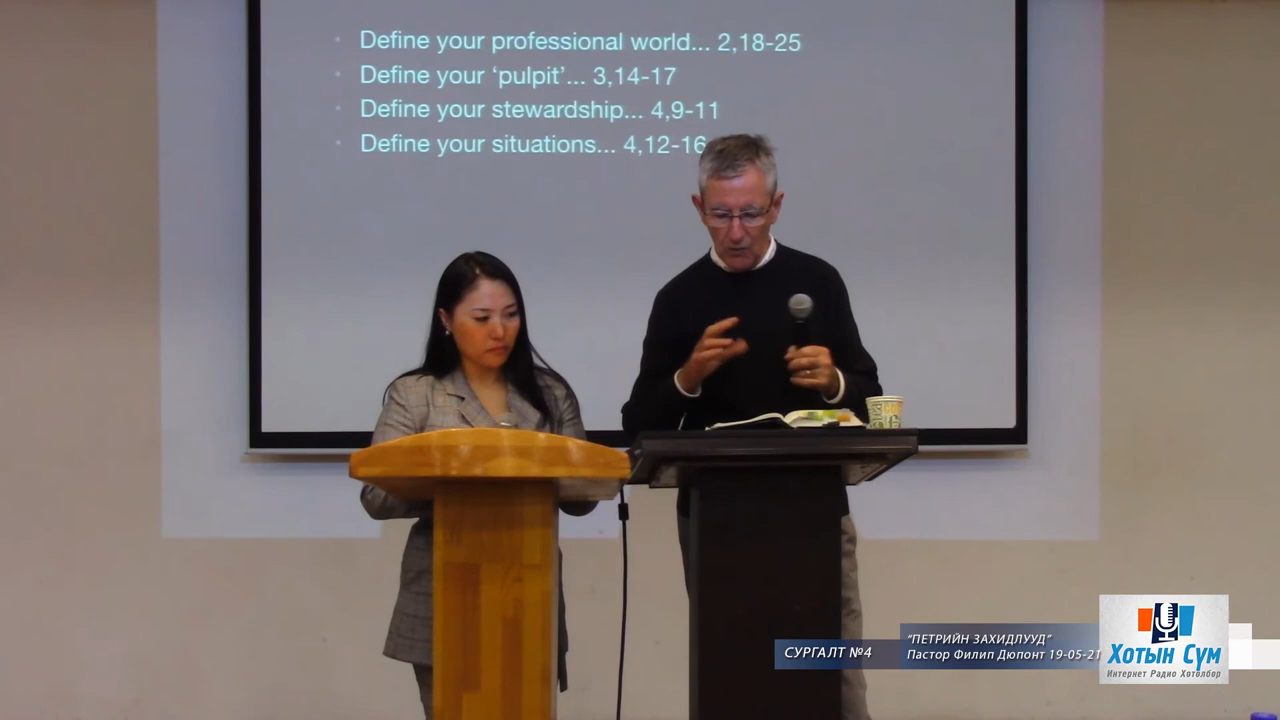 Define your professional world... 2,18-25
Define your ‘pulpit’... 3,14-17
Define your stewardship... 4,9-11
Define your situations... 4,12-16
СУРГАЛТ №4
"ПЕТРИЙН ЗАХИДЛУУД"
Пастор Филип Дюпонт 19-05-21
Хотын Сүм
Интернет Радио Хөтөлбөр